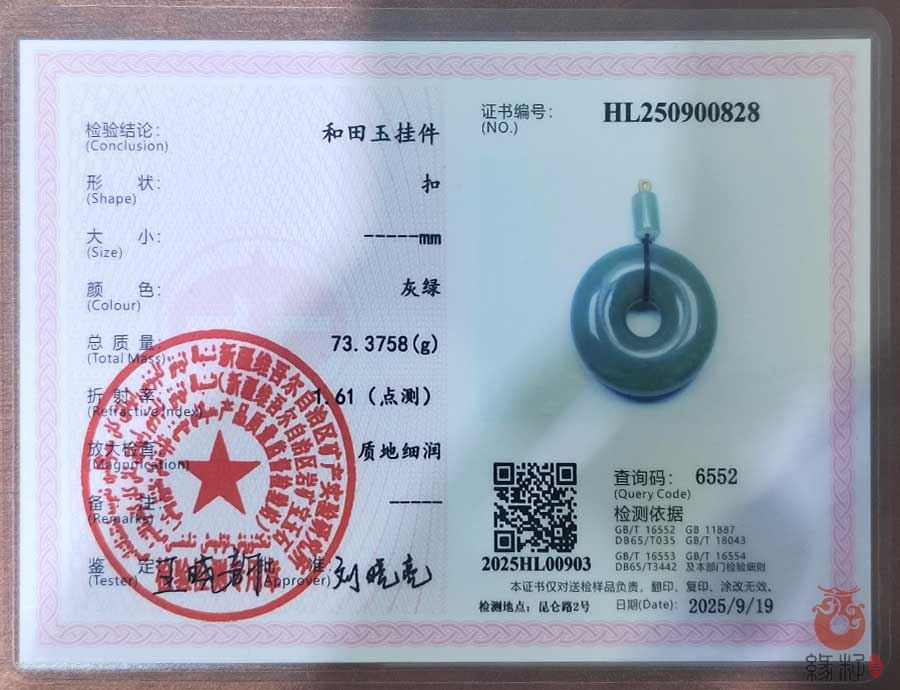 检验结论: 和田玉挂件
(Conclusion)
形 状: 扣
(Shape)
大 小: -----mm
(Size)
颜 色: 灰绿
(Colour)
总 质 量: 73.3758(g)
(Total Mass)
折 射 率: 1.61 (点测)
(Refractive Index)
放大检查: 质地细润
(Magnification)
备 注: -----
(Remarks)
鉴 定:
(Tester)
批 准: 刘晓亮
(Approver)
证书编号: HL250900828
(NO.)
2025HL00903
查询码: 6552
(Query Code)
检测依据
GB/T 16552 GB 11887
DB65/T035 GB/T 18043
GB/T 16553 GB/T 16554
DB65/T3442 及本部门检验细则
本证书仅对送检样品负责,翻印、复印、涂改无效。
检测地点: 昆仑路2号 日期(Date): 2025/9/19
缘籽